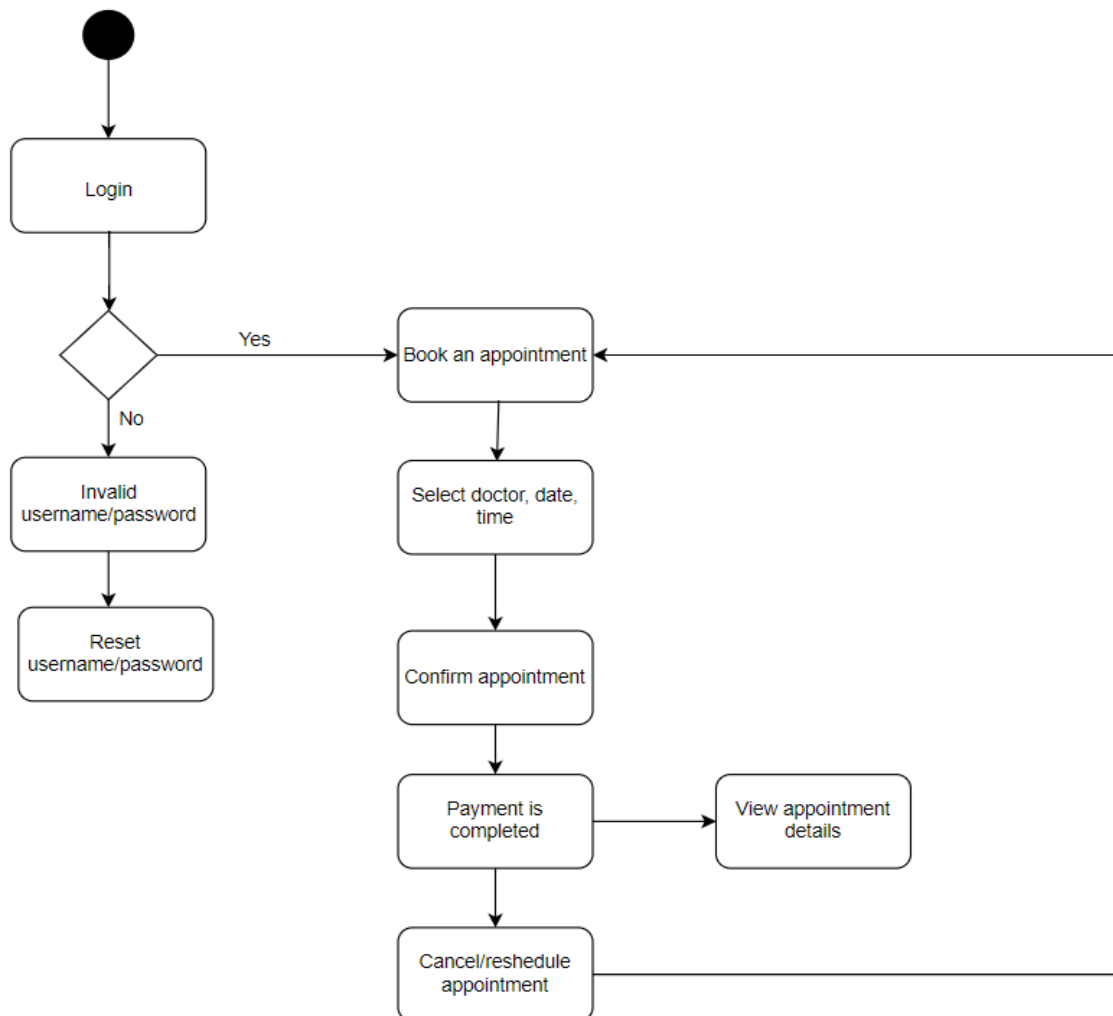 Login
Yes
Book an appointment
No
Invalid
username/password
Select doctor, date,
time
Reset
username/password
Confirm appointment
Payment is
completed
View appointment
details
Cancel/reshedule
appointment